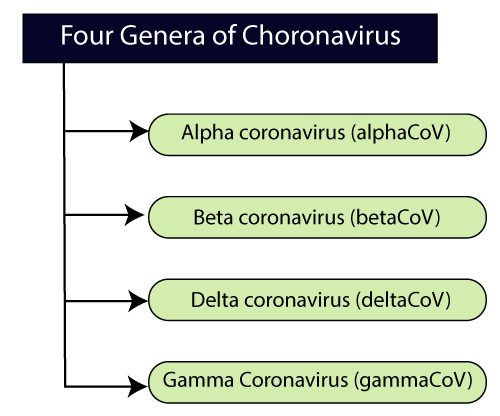 Four Genera of Choronavirus
Alpha coronavirus (alphaCoV)
Beta coronavirus (betaCoV)
Delta coronavirus (deltaCoV)
Gamma Coronavirus (gammaCoV)